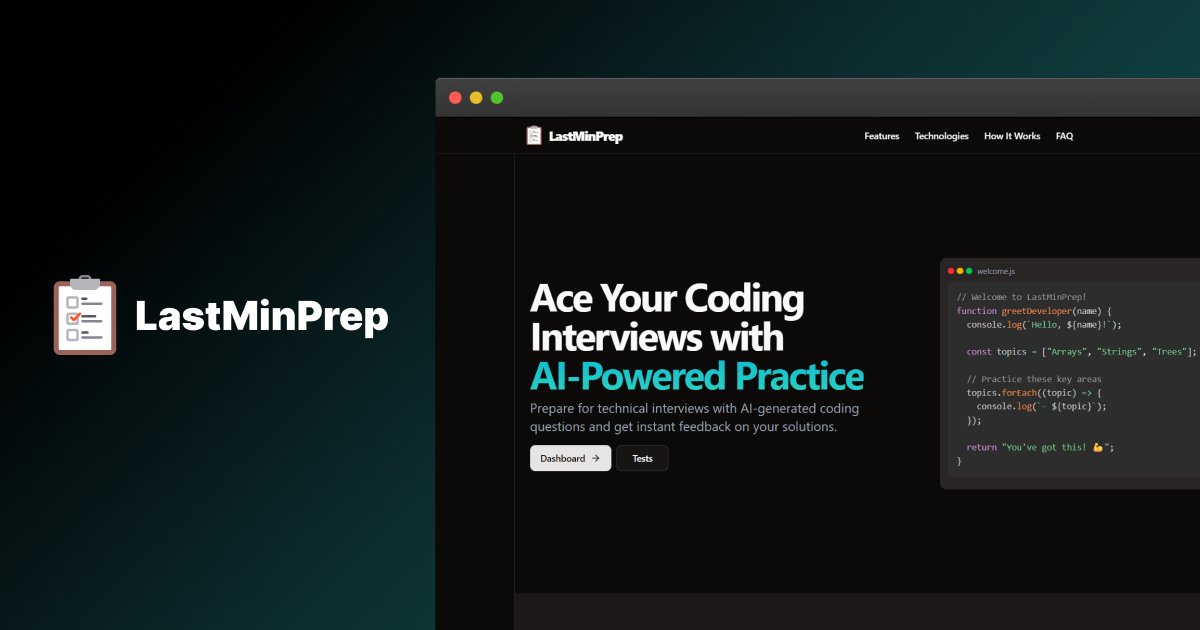 LastMinPrep
LastMinPrep
Features Technologies How It Works FAQ
Ace Your Coding
Interviews with
AI-Powered Practice
Prepare for technical interviews with AI-generated coding
questions and get instant feedback on your solutions.
Dashboard →
Tests
welcome.js
// Welcome to LastMinPrep!
function greetDeveloper(name) {
  console.log(`Hello, ${name}!`);
  const topics = ["Arrays", "Strings", "Trees"];
  // Practice these key areas
  topics.forEach((topic) => {
    console.log(`- ${topic}`);
  });
  return "You've got this! 💪";
}